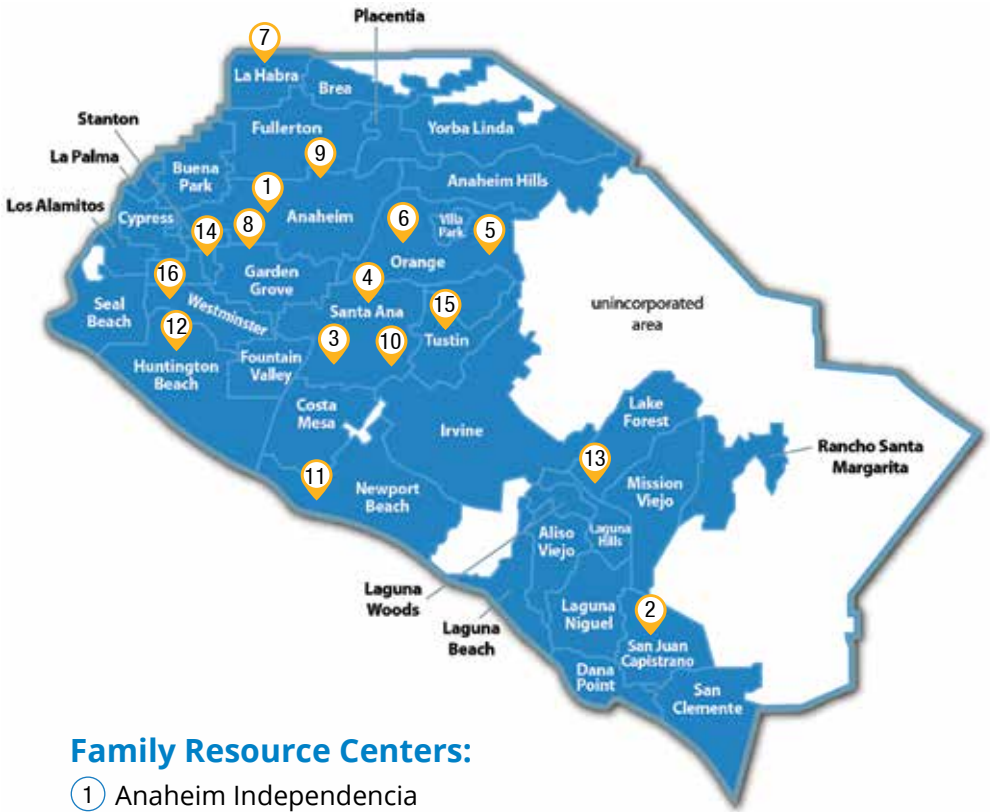 Placentia
7
La Habra
Brea
Stanton
Fullerton
Yorba Linda
La Palma
9
Buena
Park
Anaheim Hills
Los Alamitos
1
Cypress
Anaheim
6
Villa
Park
5
14
8
Orange
16
Garden
Grove
4
unincorporated
area
Seal
Beach
Westminster
Santa Ana
15
12
3
10
Tustin
Huntington
Beach
Fountain
Valley
Costa
Mesa
Lake
Forest
Irvine
Rancho Santa
Margarita
13
11
Mission
Viejo
Newport
Beach
Aliso
Viejo
Laguna
Hills
Laguna
Woods
Laguna
Niguel
2
Laguna
Beach
San Juan
Capistrano
Dana
Point
San
Clemente
Family Resource Centers:
1 Anaheim Independencia